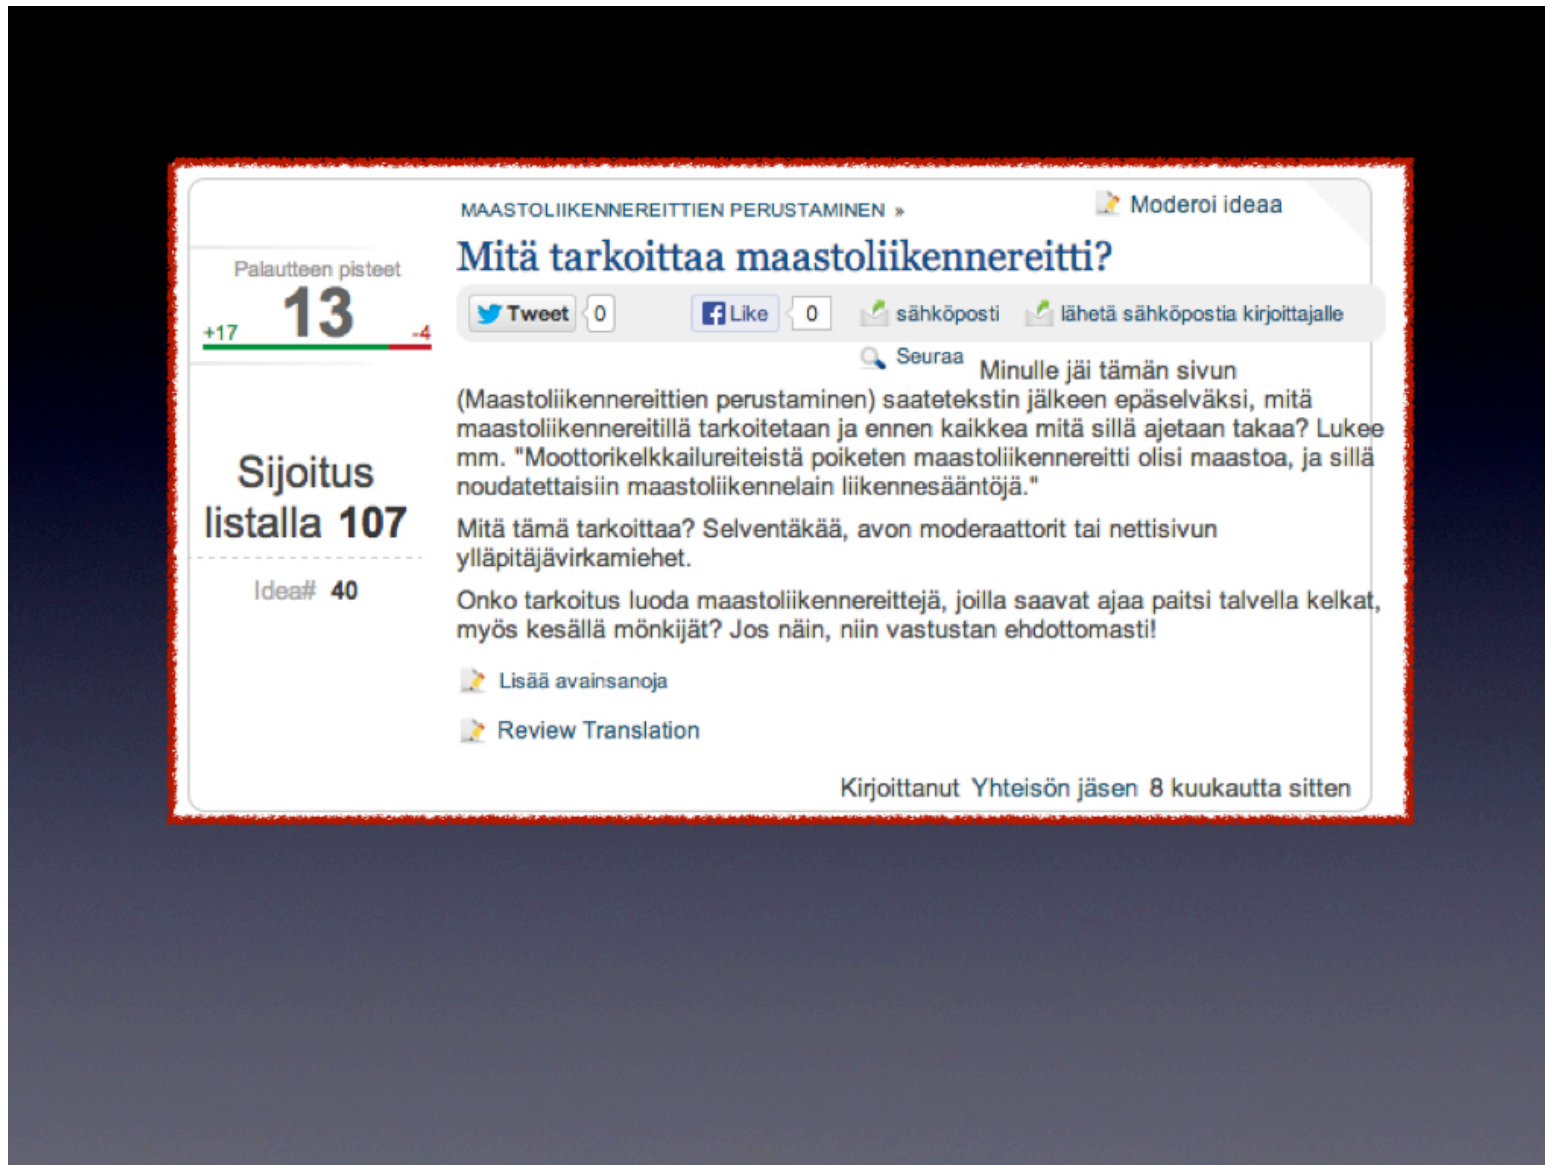 MAASTOLIIKENNEREITTIEN PERUSTAMINEN »
Moderoi ideaa
Mitä tarkoittaa maastoliikennereitti?
Palautteen pisteet
13
+17
-4
Tweet 0
Like 0
sähköposti
lähetä sähköpostia kirjoittajalle
Seuraa
Minulle jäi tämän sivun
(Maastoliikennereittien perustaminen) saatetekstin jälkeen epäselväksi, mitä
maastoliikennereitillä tarkoitetaan ja ennen kaikkea mitä sillä ajetaan takaa? Lukee
mm. "Moottorikelkkailureiteistä poiketen maastoliikennereitti olisi maastoa, ja sillä
noudatettaisiin maastoliikennelain liikennesääntöjä."
Mitä tämä tarkoittaa? Selventäkää, avon moderaattorit tai nettisivun
ylläpitäjävirkamiehet.
Onko tarkoitus luoda maastoliikennereittejä, joilla saavat ajaa paitsi talvella kelkat,
myös kesällä mönkijät? Jos näin, niin vastustan ehdottomasti!
Sijoitus
listalla 107
Idea# 40
Lisää avainsanoja
Review Translation
Kirjoittanut Yhteisön jäsen 8 kuukautta sitten